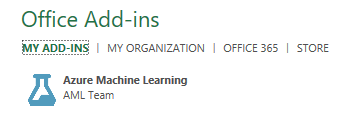 Office Add-ins
MY ADD-INS | MY ORGANIZATION | OFFICE 365 | STORE
Azure Machine Learning
AML Team